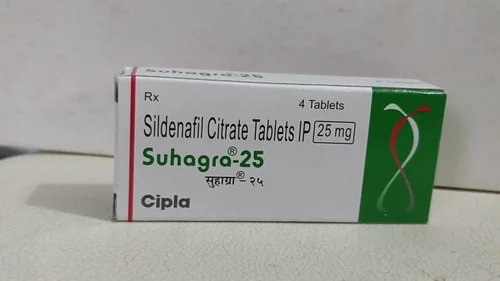 Suhagra®-25
Rx
4 Tablets
Sildenafil Citrate Tablets IP 25 mg
Suhagra®-25
सुहाग्रा®-२५
Cipla